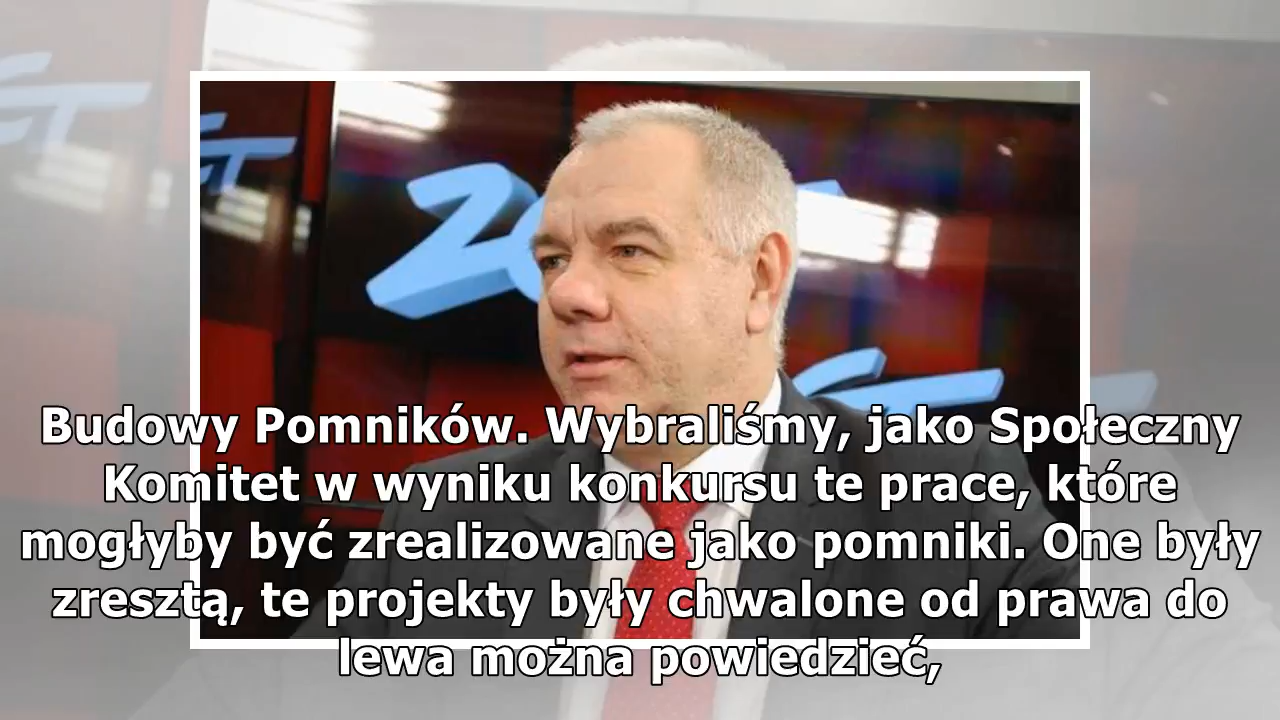 ZET
Budowy Pomników. Wybraliśmy, jako Społeczny
Komitet w wyniku konkursu te prace, które
mogłyby być zrealizowane jako pomniki. One były
zresztą, te projekty były chwalone od prawa do
lewa można powiedzieć,